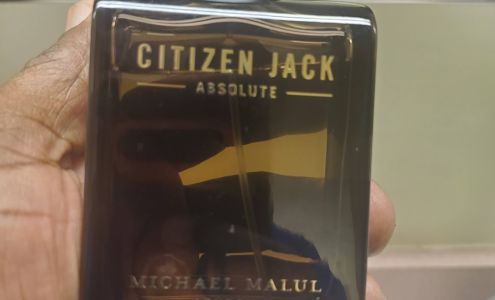 CITIZEN JACK
ABSOLUTE
MICHAEL MALUL